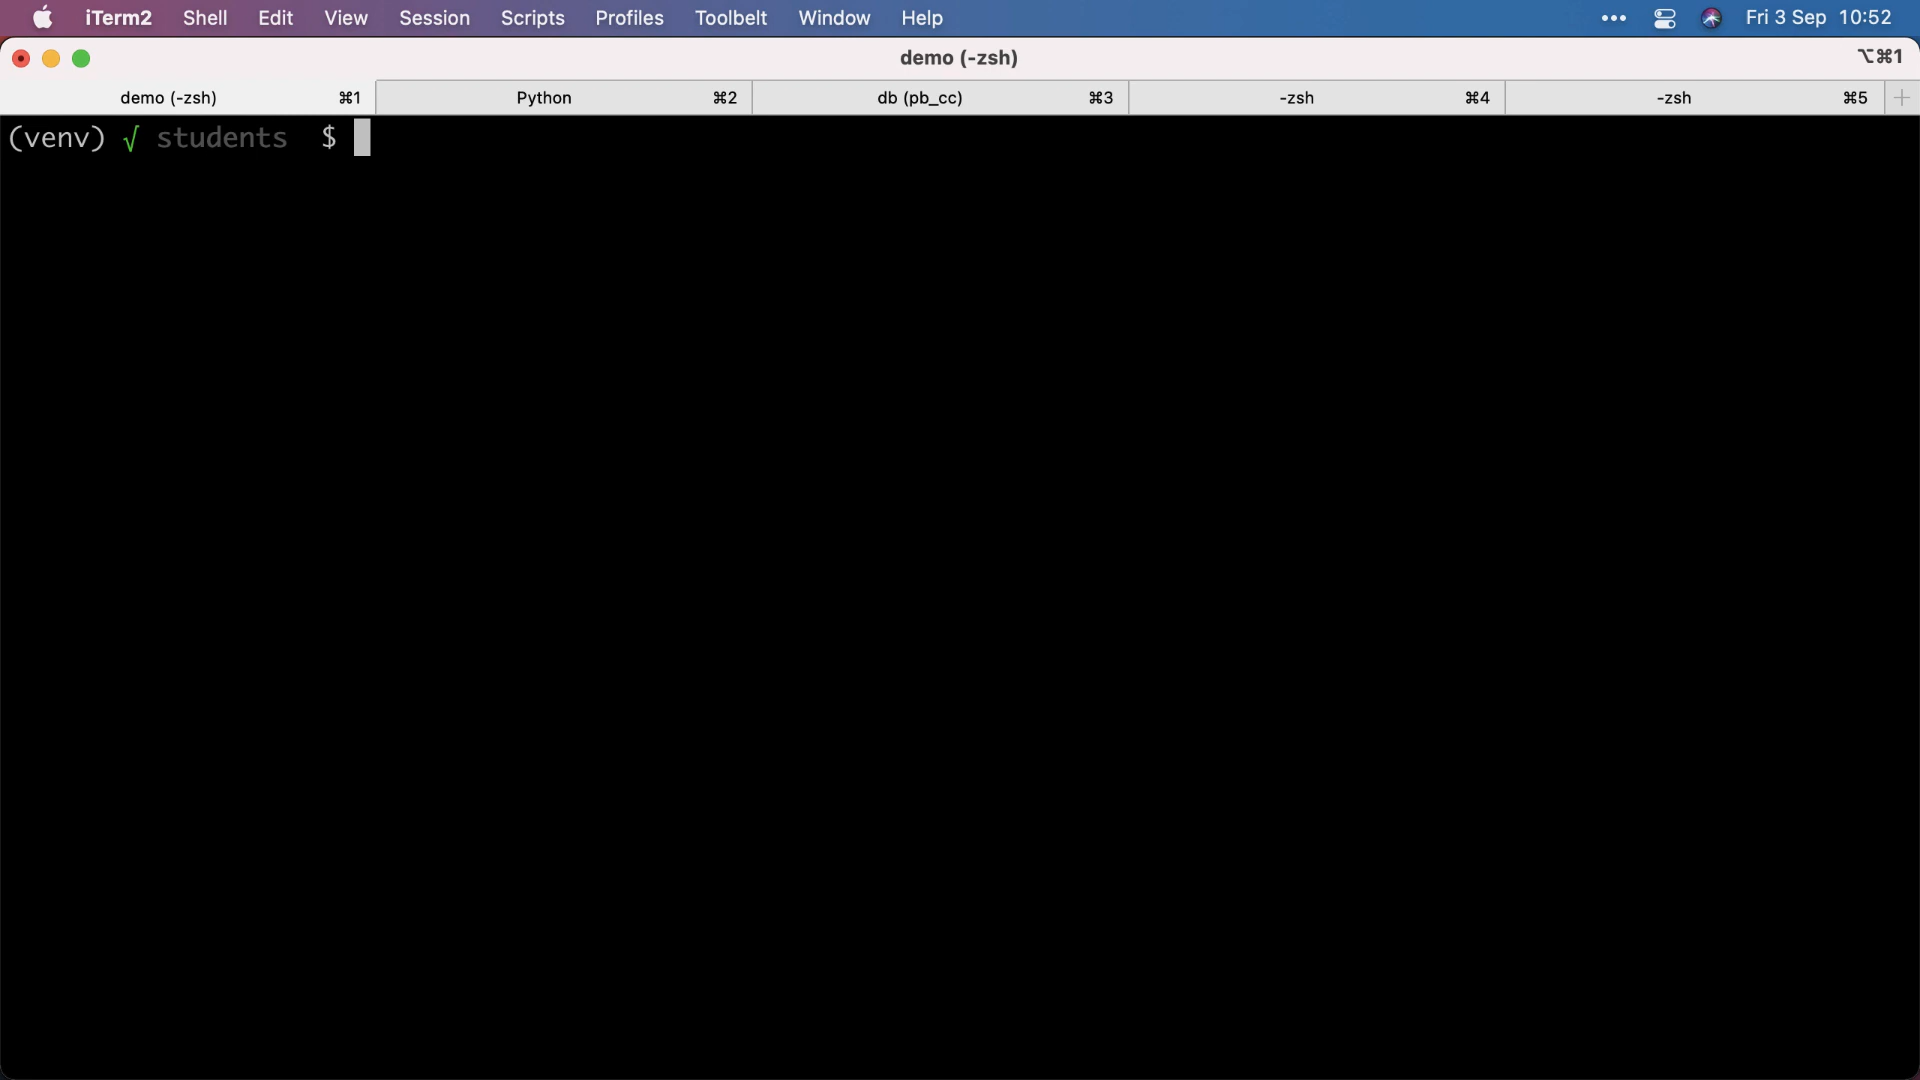 iTerm2 Shell Edit View Session Scripts Profiles Toolbelt Window Help Fri 3 Sep 10:52
demo (-zsh) ⌥⌘1
demo (-zsh) ⌘1 Python ⌘2 db (pb_cc) ⌘3 -zsh ⌘4 -zsh ⌘5
(venv) √ students $